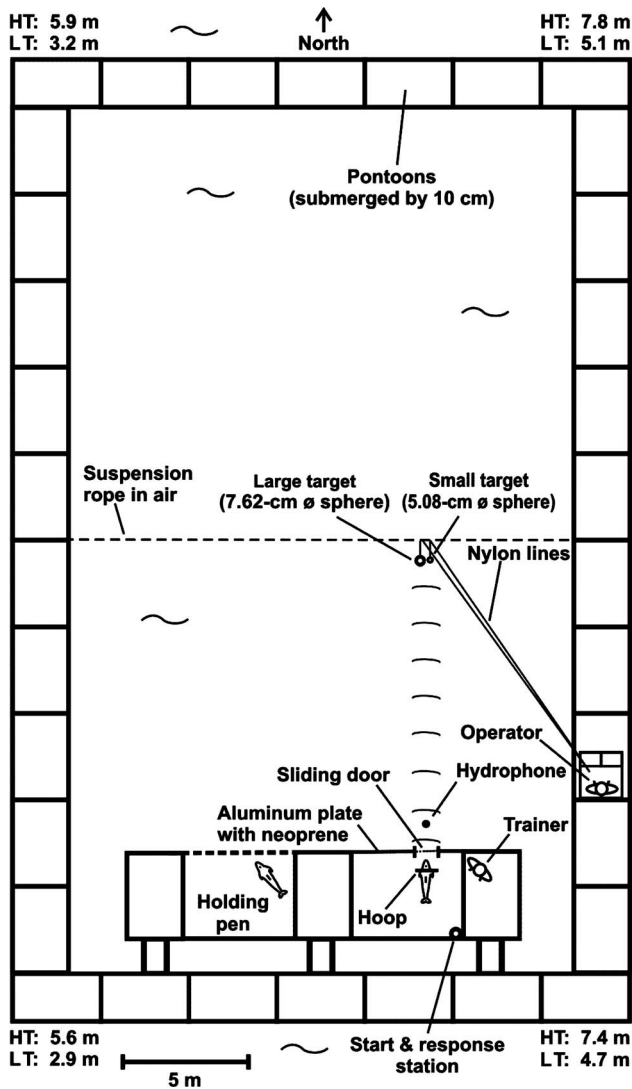 HT: 5.9 m
LT: 3.2 m
North
HT: 7.8 m
LT: 5.1 m
Pontoons
(submerged by 10 cm)
Suspension
rope in air
Large target
(7.62-cm ø sphere)
Small target
(5.08-cm ø sphere)
Nylon lines
Operator
Sliding door
Hydrophone
Aluminum plate
with neoprene
Trainer
Holding
pen
Hoop
HT: 5.6 m
LT: 2.9 m
5 m
Start & response
station
HT: 7.4 m
LT: 4.7 m